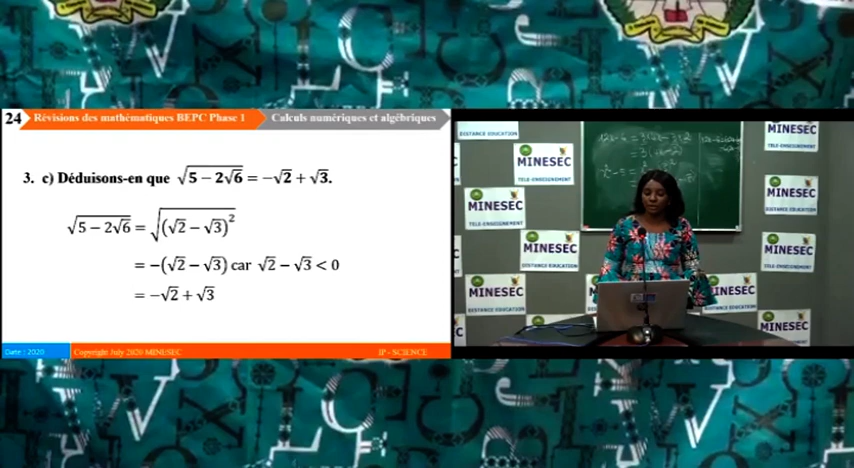 24 Révisions des mathématiques BEPC Phase 1 Calculs numériques et algébriques
3. c) Déduisons-en que √(5 − 2√6) = −√2 + √3.
√(5 − 2√6) = √((√2 − √3)²)
= −(√2 − √3) car √2 − √3 < 0
= −√2 + √3
Date : 2020 Copyright July 2020 MINESEC IP - SCIENCE
DISTANCE EDUCATION
MINESEC
TELE-ENSEIGNEMENT
MINESEC
TELE-ENSEIGNEMENT
MINESEC
DISTANCE EDUCATION
MINESEC
DISTANCE EDUCATION
MINESEC
TELE-ENSEIGNEMENT
MINESEC
DISTANCE EDUCATION
MINESEC
TELE-ENSEIGNEMENT
MINESEC
DISTANCE EDUCATION
MINESEC